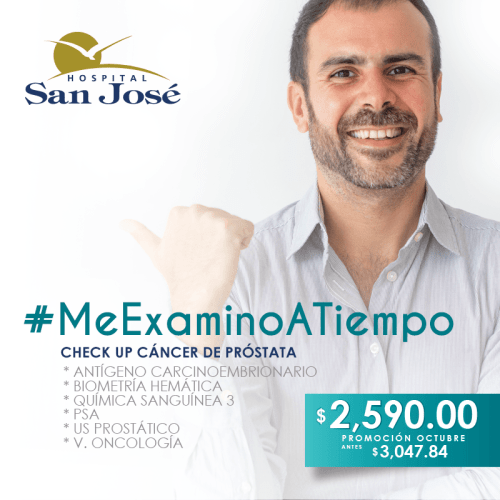 HOSPITAL
San José
#MeExaminoATiempo
CHECK UP CÁNCER DE PRÓSTATA
* ANTÍGENO CARCINOEMBRIONARIO
* BIOMETRÍA HEMÁTICA
* QUÍMICA SANGUÍNEA 3
* PSA
* US PROSTÁTICO
* V. ONCOLOGÍA
$2,590.00
PROMOCIÓN OCTUBRE
ANTES $3,047.84